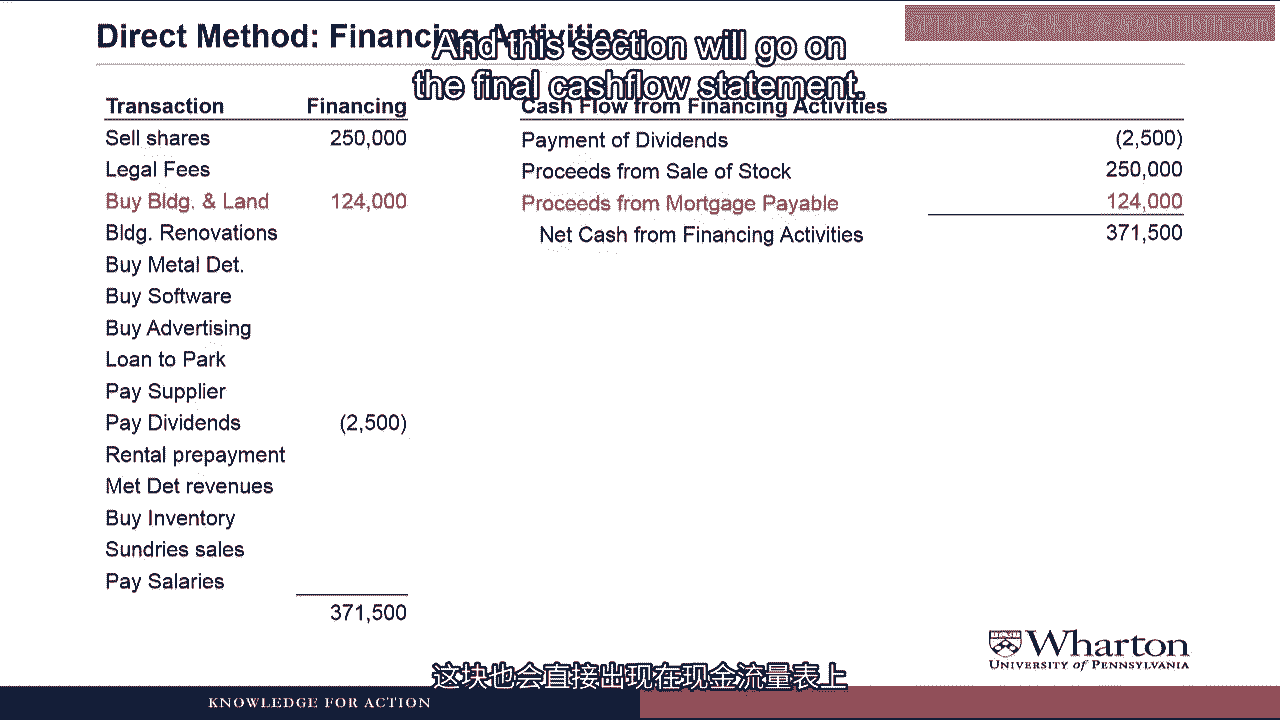 Direct Method: Financing Activities
And this section will go on
the final cashflow statement.
Transaction Financing
Sell shares 250,000
Legal Fees
Buy Bldg. & Land 124,000
Bldg. Renovations
Buy Metal Det.
Buy Software
Buy Advertising
Loan to Park
Pay Supplier
Pay Dividends (2,500)
Rental prepayment
Met Det revenues
Buy Inventory
Sundries sales
Pay Salaries
371,500
Cash Flow from Financing Activities
Payment of Dividends (2,500)
Proceeds from Sale of Stock 250,000
Proceeds from Mortgage Payable 124,000
Net Cash from Financing Activities 371,500
Wharton
UNIVERSITY of PENNSYLVANIA
这块也会直接出现在现金流量表上
KNOWLEDGE FOR ACTION